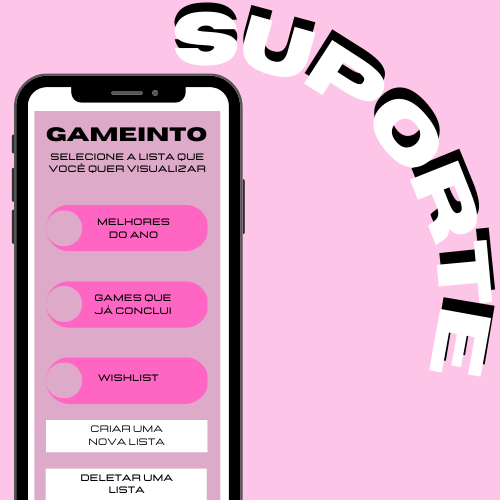 SUPORTE
GAMEINTO
SELECIONE A LISTA QUE
VOCÊ QUER VISUALIZAR
MELHORES
DO ANO
GAMES QUE
JÁ CONCLUI
WISHLIST
CRIAR UMA
NOVA LISTA
DELETAR UMA
LISTA